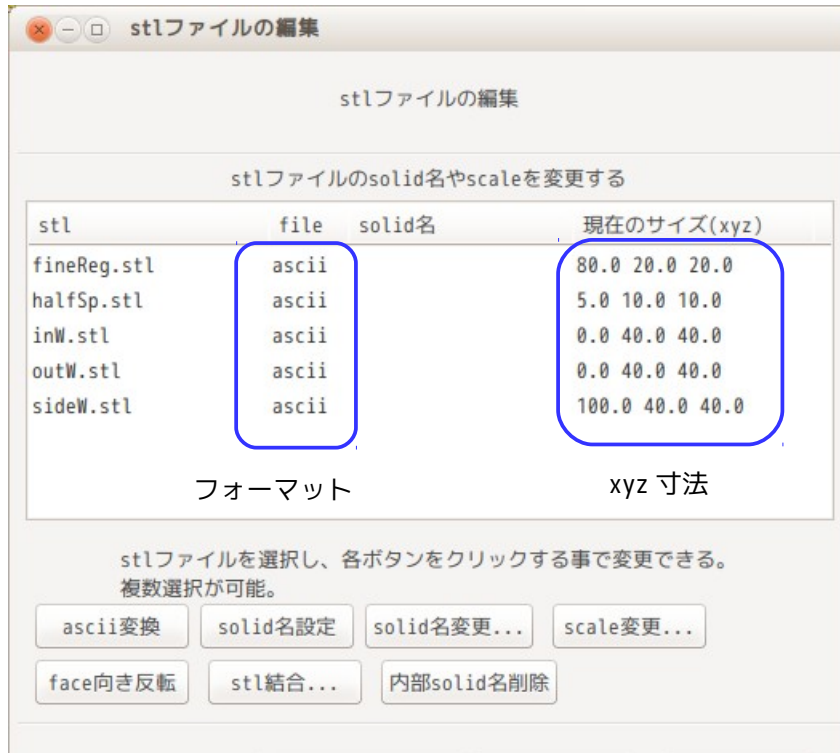 stlファイルの編集
stlファイルの編集
stlファイルのsolid名やscaleを変更する
stl file solid名 現在のサイズ(xyz)
fineReg.stl ascii 80.0 20.0 20.0
halfSp.stl ascii 5.0 10.0 10.0
inW.stl ascii 0.0 40.0 40.0
outW.stl ascii 0.0 40.0 40.0
sideW.stl ascii 100.0 40.0 40.0
フォーマット xyz 寸法
stlファイルを選択し、各ボタンをクリックする事で変更できる。
複数選択が可能。
ascii変換 solid名設定 solid名変更... scale変更...
face向き反転 stl結合... 内部solid名削除